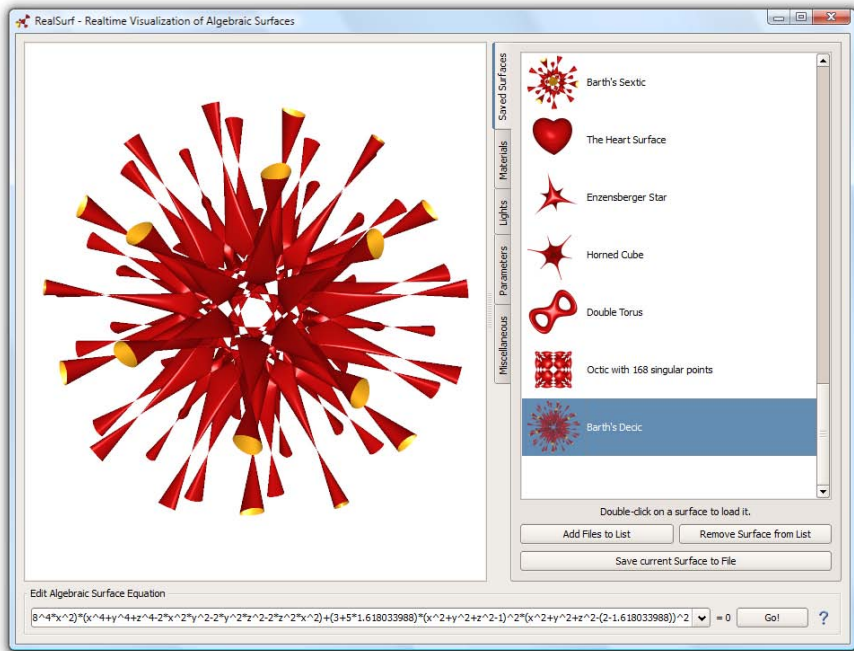 RealSurf - Realtime Visualization of Algebraic Surfaces
Saved Surfaces
Materials
Lights
Parameters
Miscellaneous
Barth's Sextic
The Heart Surface
Enzensberger Star
Horned Cube
Double Torus
Octic with 168 singular points
Barth's Decic
Double-click on a surface to load it.
Add Files to List
Remove Surface from List
Save current Surface to File
Edit Algebraic Surface Equation
8^4*x^2)*(x^4+y^4+z^4-2*x^2*y^2-2*y^2*z^2-2*z^2*x^2)+(3+5*1.618033988)*(x^2+y^2+z^2-1)^2*(x^2+y^2+z^2-(2-1.618033988))^2 = 0 Go! ?